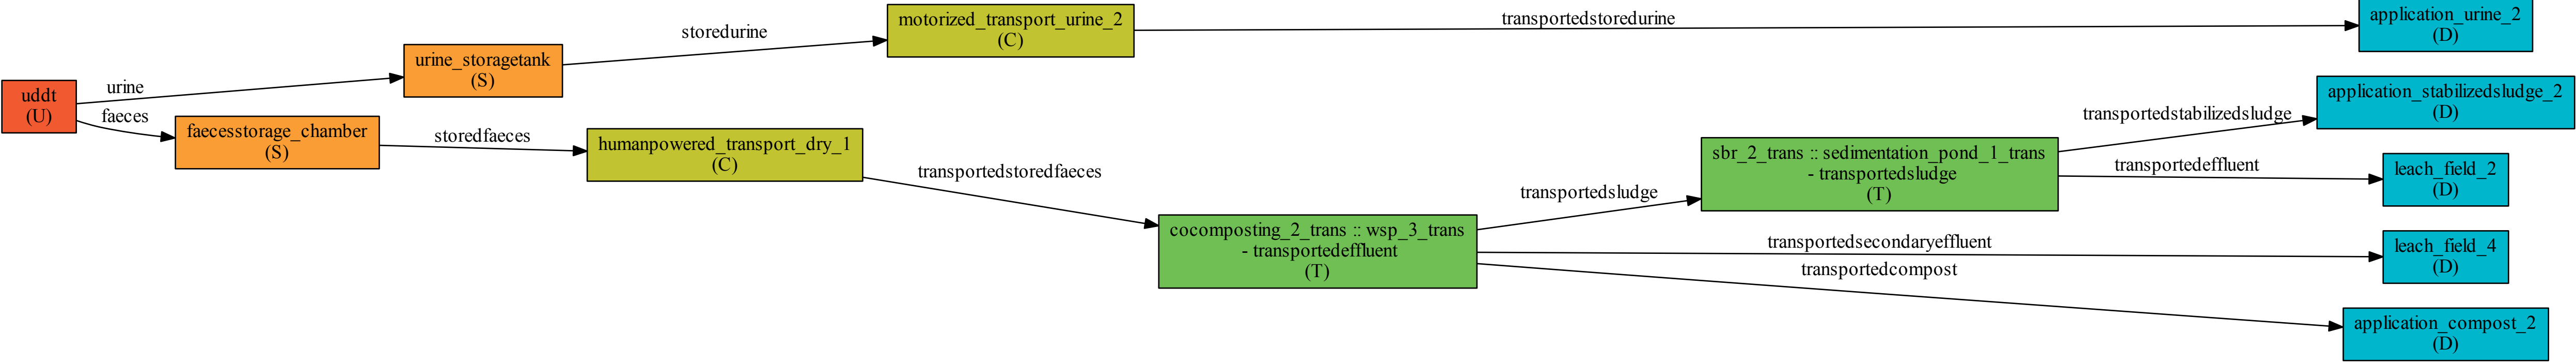 uddt
(U)
urine
faeces
urine_storagetank
(S)
faecesstorage_chamber
(S)
storedurine
storedfaeces
motorized_transport_urine_2
(C)
humanpowered_transport_dry_1
(C)
transportedstoredurine
transportedstoredfaeces
cocomposting_2_trans :: wsp_3_trans
- transportedeffluent
(T)
transportedsludge
transportedsecondaryeffluent
transportedcompost
sbr_2_trans :: sedimentation_pond_1_trans
- transportedsludge
(T)
transportedstabilizedsludge
transportedeffluent
application_urine_2
(D)
application_stabilizedsludge_2
(D)
leach_field_2
(D)
leach_field_4
(D)
application_compost_2
(D)